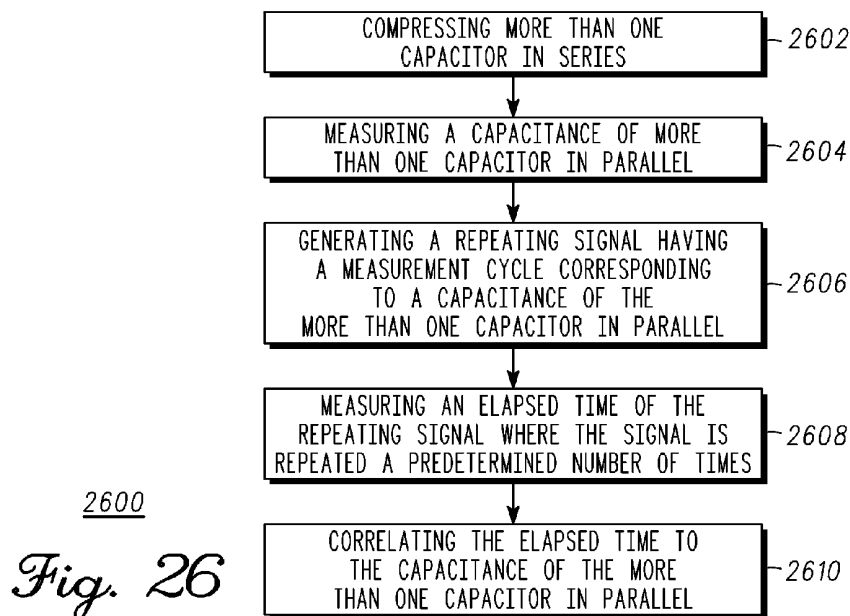 COMPRESSING MORE THAN ONE
CAPACITOR IN SERIES
2602
MEASURING A CAPACITANCE OF MORE
THAN ONE CAPACITOR IN PARALLEL
2604
GENERATING A REPEATING SIGNAL HAVING
A MEASUREMENT CYCLE CORRESPONDING
TO A CAPACITANCE OF THE
MORE THAN ONE CAPACITOR IN PARALLEL
2606
MEASURING AN ELAPSED TIME OF THE
REPEATING SIGNAL WHERE THE SIGNAL IS
REPEATED A PREDETERMINED NUMBER OF TIMES
2608
CORRELATING THE ELAPSED TIME TO
THE CAPACITANCE OF THE MORE
THAN ONE CAPACITOR IN PARALLEL
2610
2600
Fig. 26